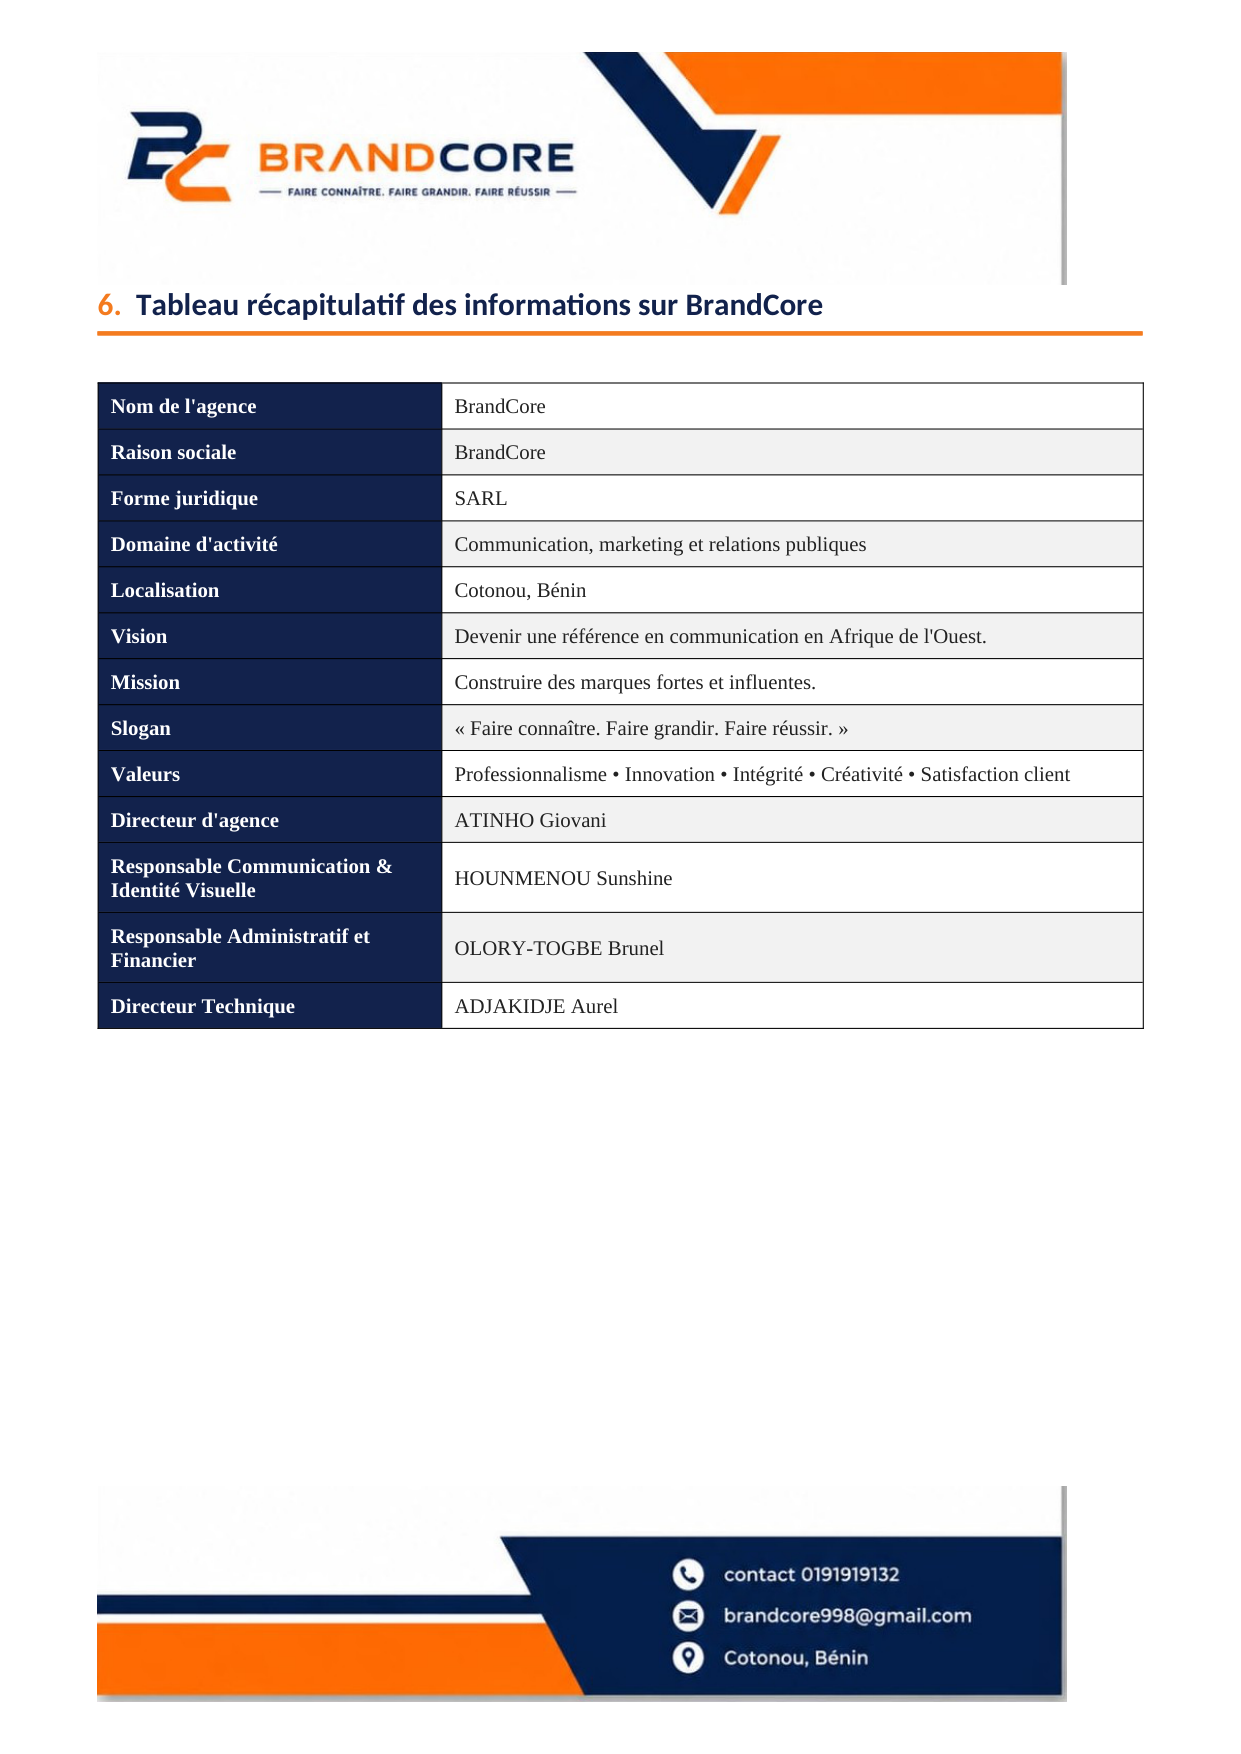 BC BRANDCORE
FAIRE CONNAÎTRE. FAIRE GRANDIR. FAIRE RÉUSSIR
6. Tableau récapitulatif des informations sur BrandCore
Nom de l'agence BrandCore
Raison sociale BrandCore
Forme juridique SARL
Domaine d'activité Communication, marketing et relations publiques
Localisation Cotonou, Bénin
Vision Devenir une référence en communication en Afrique de l'Ouest.
Mission Construire des marques fortes et influentes.
Slogan « Faire connaître. Faire grandir. Faire réussir. »
Valeurs Professionnalisme • Innovation • Intégrité • Créativité • Satisfaction client
Directeur d'agence ATINHO Giovani
Responsable Communication &
Identité Visuelle HOUNMENOU Sunshine
Responsable Administratif et
Financier OLORY-TOGBE Brunel
Directeur Technique ADJAKIDJE Aurel
contact 0191919132
brandcore998@gmail.com
Cotonou, Bénin